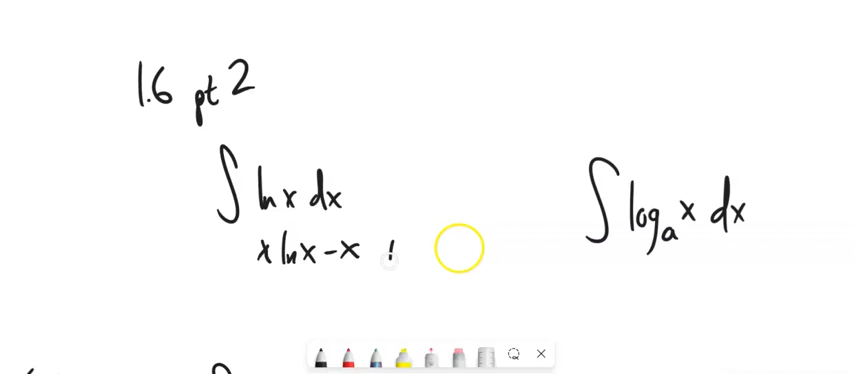 1.6 pt 2
∫ ln x dx
x ln x - x
∫ logₐ x dx